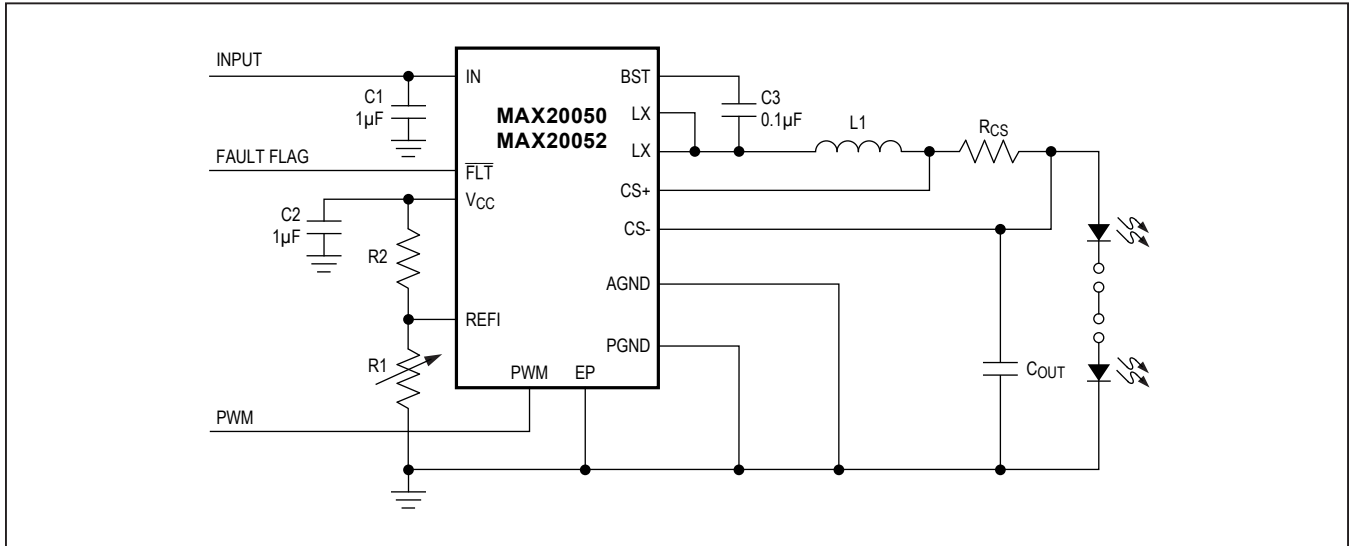 INPUT
C1
1µF
FAULT FLAG
C2
1µF
R2
R1
PWM
IN
FLT
VCC
REFI
PWM
EP
MAX20050
MAX20052
BST
LX
LX
CS+
CS-
AGND
PGND
C3
0.1µF
L1
RCS
COUT